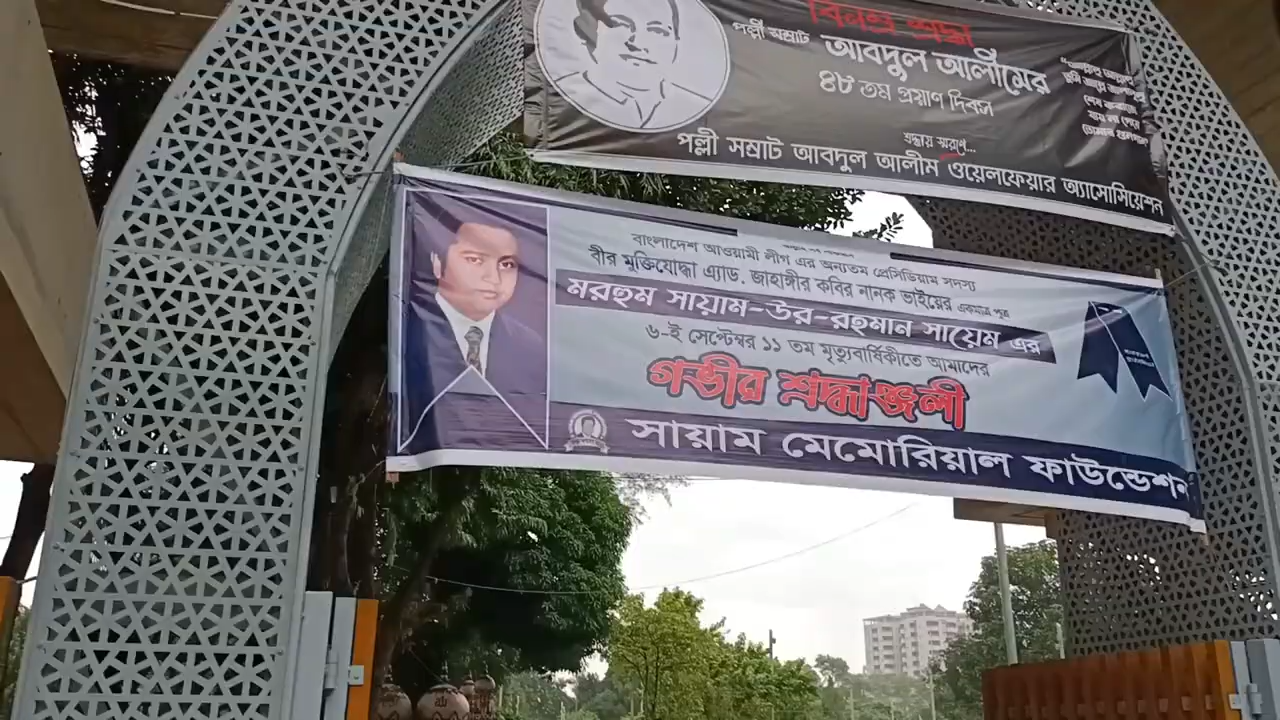 বিনম্র শ্রদ্ধা
পল্লী সম্রাট আবদুল আলীমের
৪৮ তম প্রয়াণ দিবস
শ্রদ্ধায় স্মরণে...
পল্লী সম্রাট আবদুল আলীম ওয়েলফেয়ার অ্যাসোসিয়েশন
বাংলাদেশ আওয়ামী লীগ এর অন্যতম প্রেসিডিয়াম সদস্য
বীর মুক্তিযোদ্ধা এ্যাড. জাহাঙ্গীর কবির নানক ভাইয়ের একমাত্র পুত্র
মরহুম সায়াম-উর-রহমান সায়েম এর
৬-ই সেপ্টেম্বর ১১ তম মৃত্যুবার্ষিকীতে আমাদের
গভীর শ্রদ্ধাঞ্জলী
সায়াম মেমোরিয়াল ফাউন্ডেশন